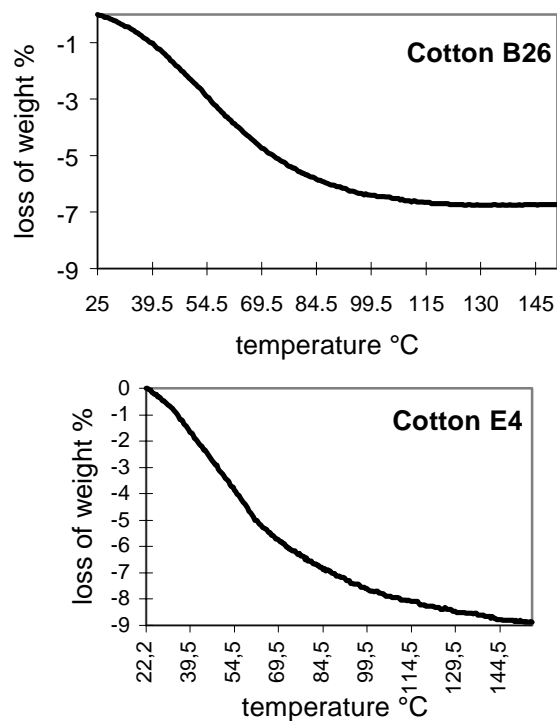 Cotton B26
loss of weight %
-1
-3
-5
-7
-9
25 39.5 54.5 69.5 84.5 99.5 115 130 145
temperature °C
Cotton E4
loss of weight %
0
-1
-2
-3
-4
-5
-6
-7
-8
-9
22,2 39,5 54,5 69,5 84,5 99,5 114,5 129,5 144,5
temperature °C